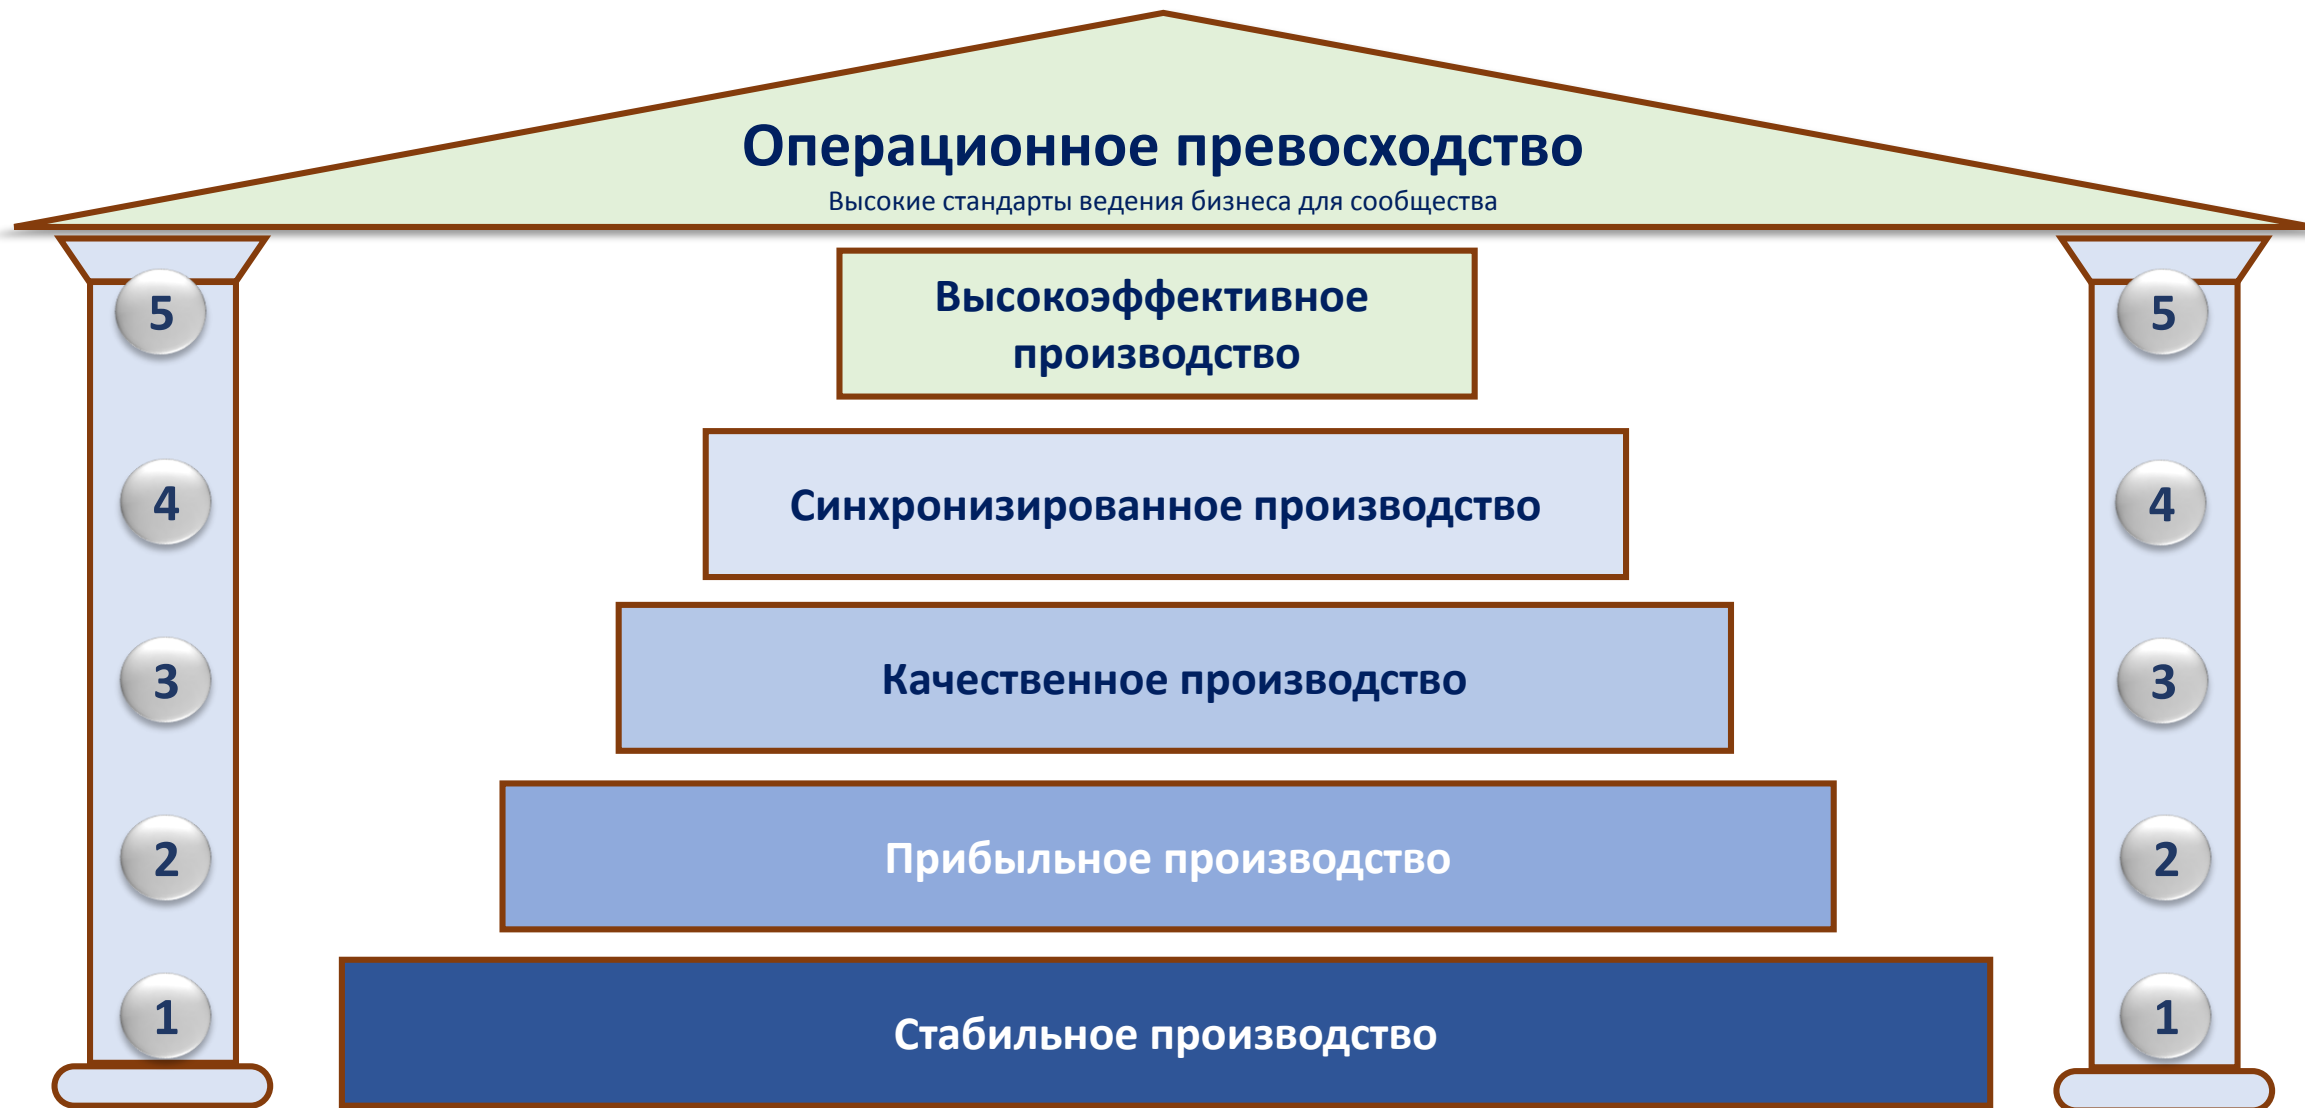 Операционное превосходство
Высокие стандарты ведения бизнеса для сообщества
5
Высокоэффективное
производство
5
4
Синхронизированное производство
4
3
Качественное производство
3
2
Прибыльное производство
2
1
Стабильное производство
1